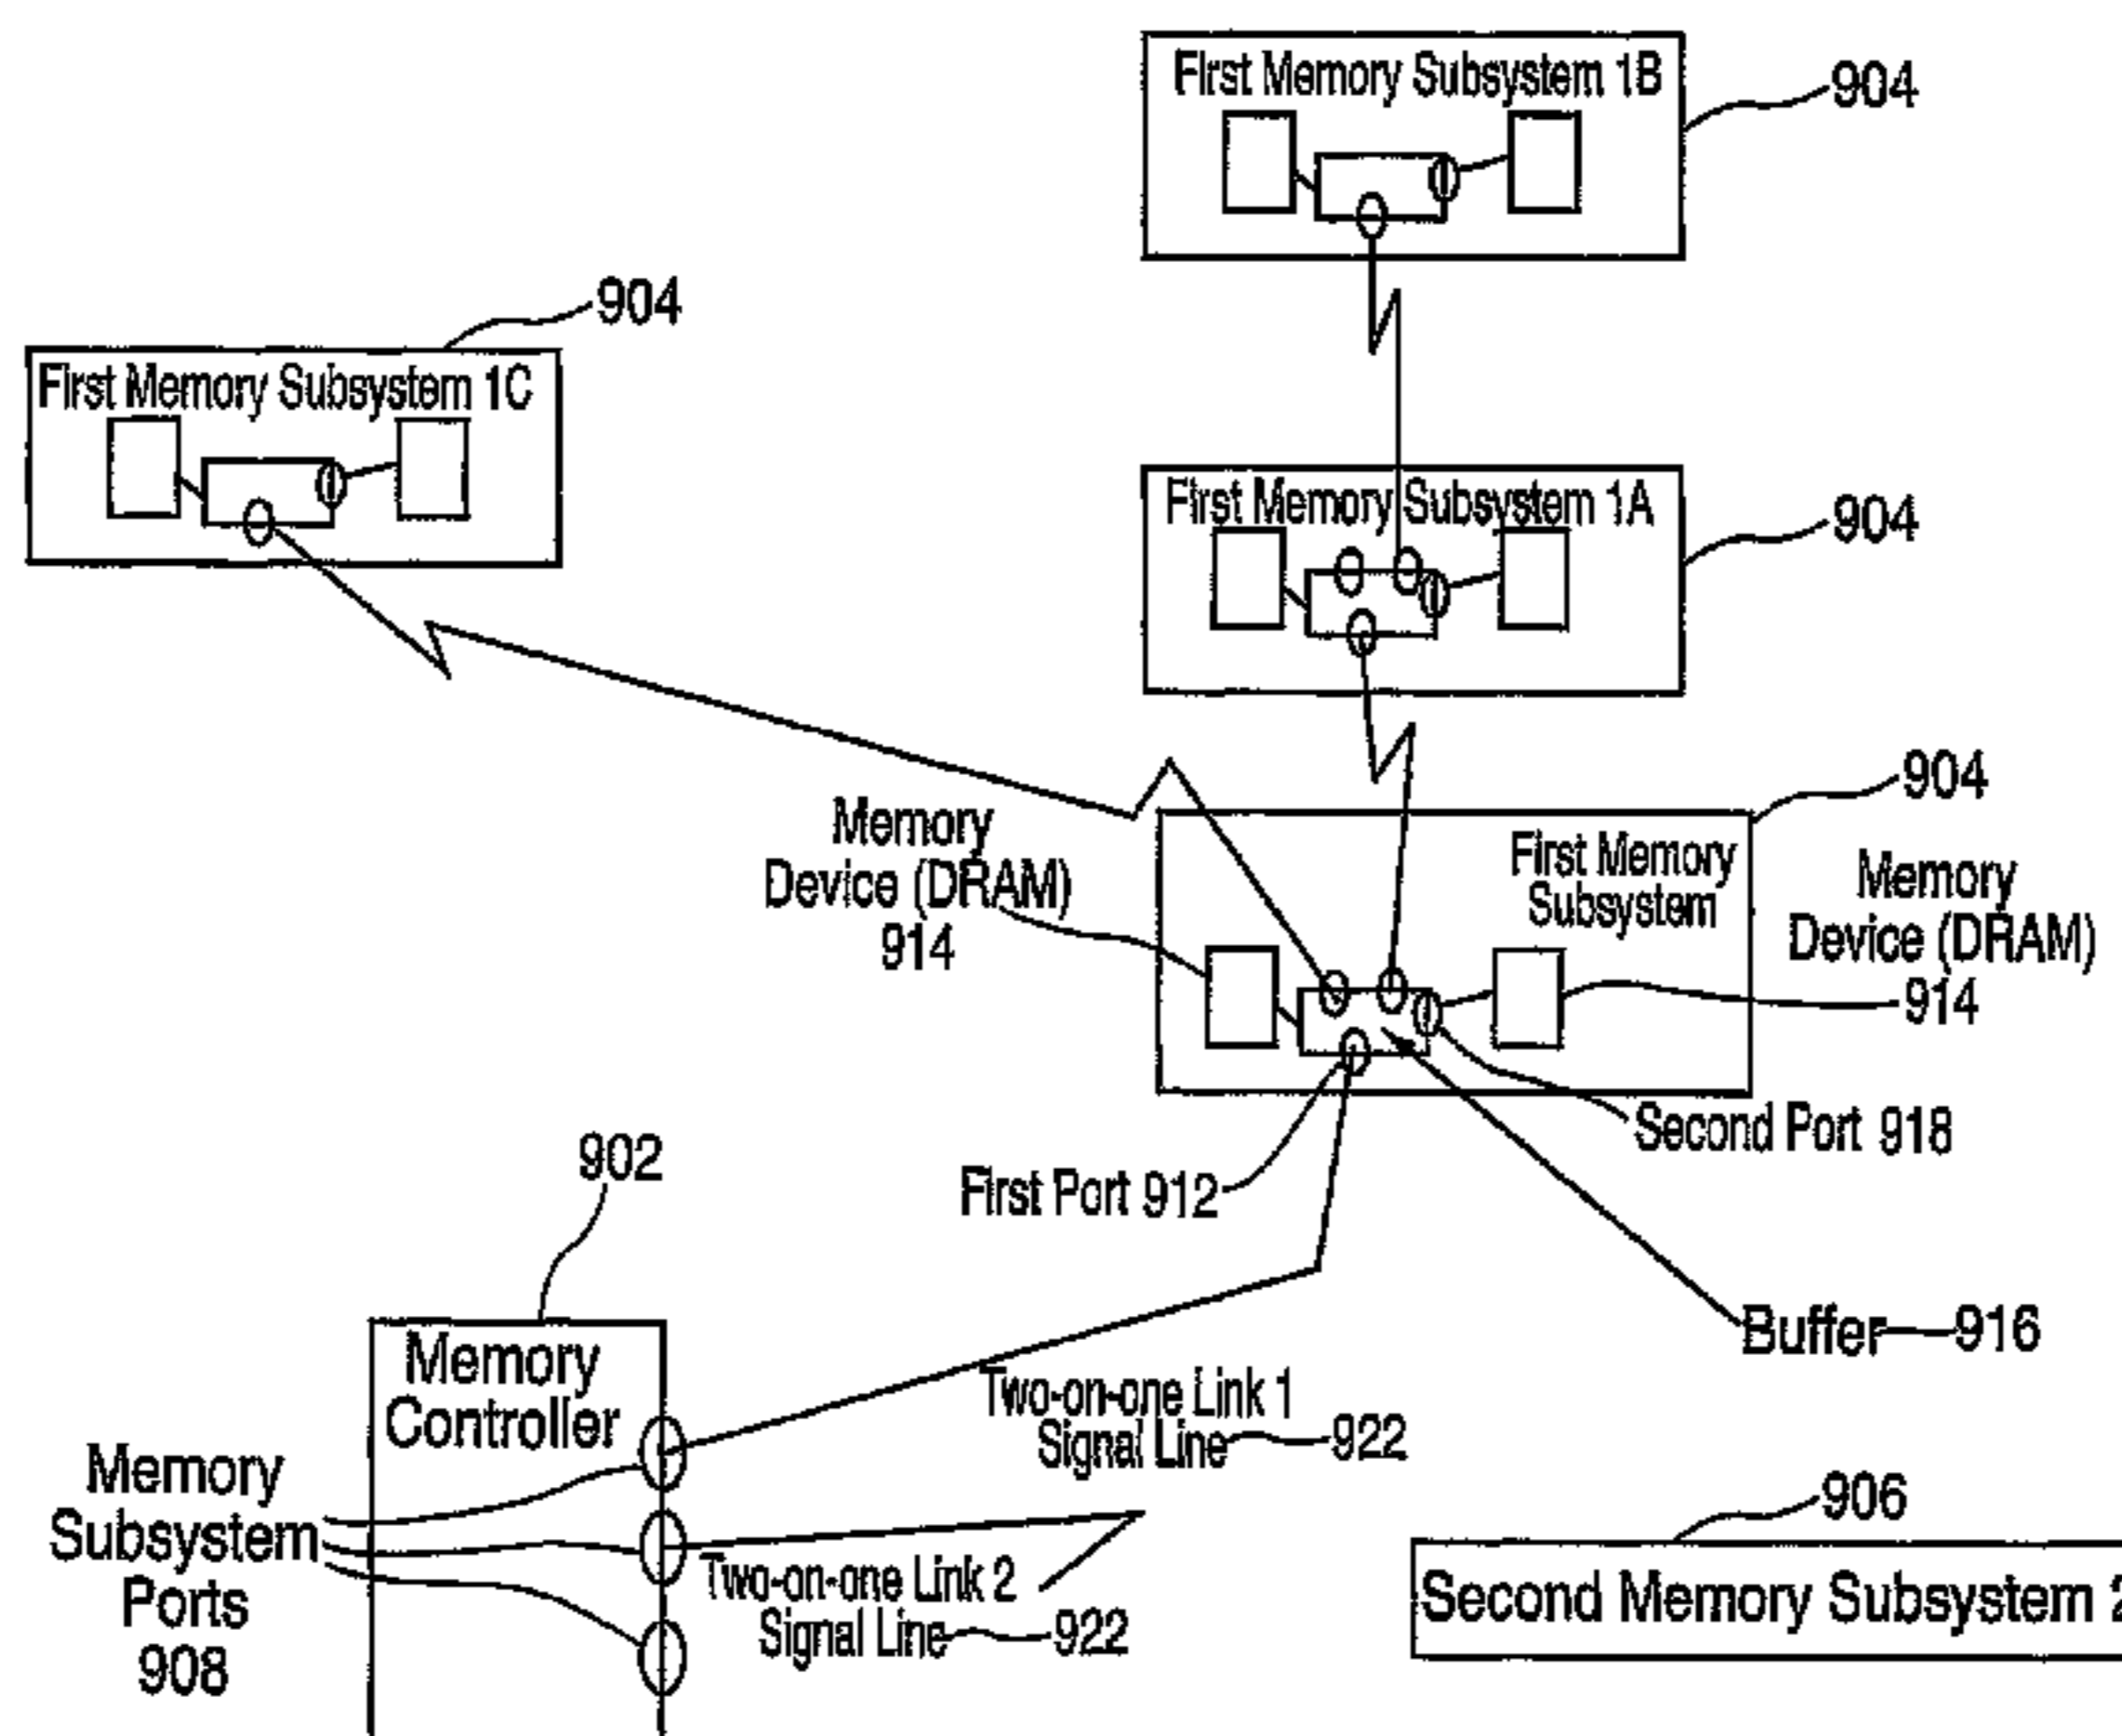 First Memory Subsystem 1B
904
904
First Memory Subsystem 1C
First Memory Subsystem 1A
904
904
Memory
Device (DRAM)
914
First Memory
Subsystem
Memory
Device (DRAM)
914
Second Port 918
First Port 912
902
Buffer 916
Memory
Controller
Two-on-one Link 1
Signal Line 922
Memory
Subsystem
Ports
908
906
Two-on-one Link 2
Signal Line 922
Second Memory Subsystem 2